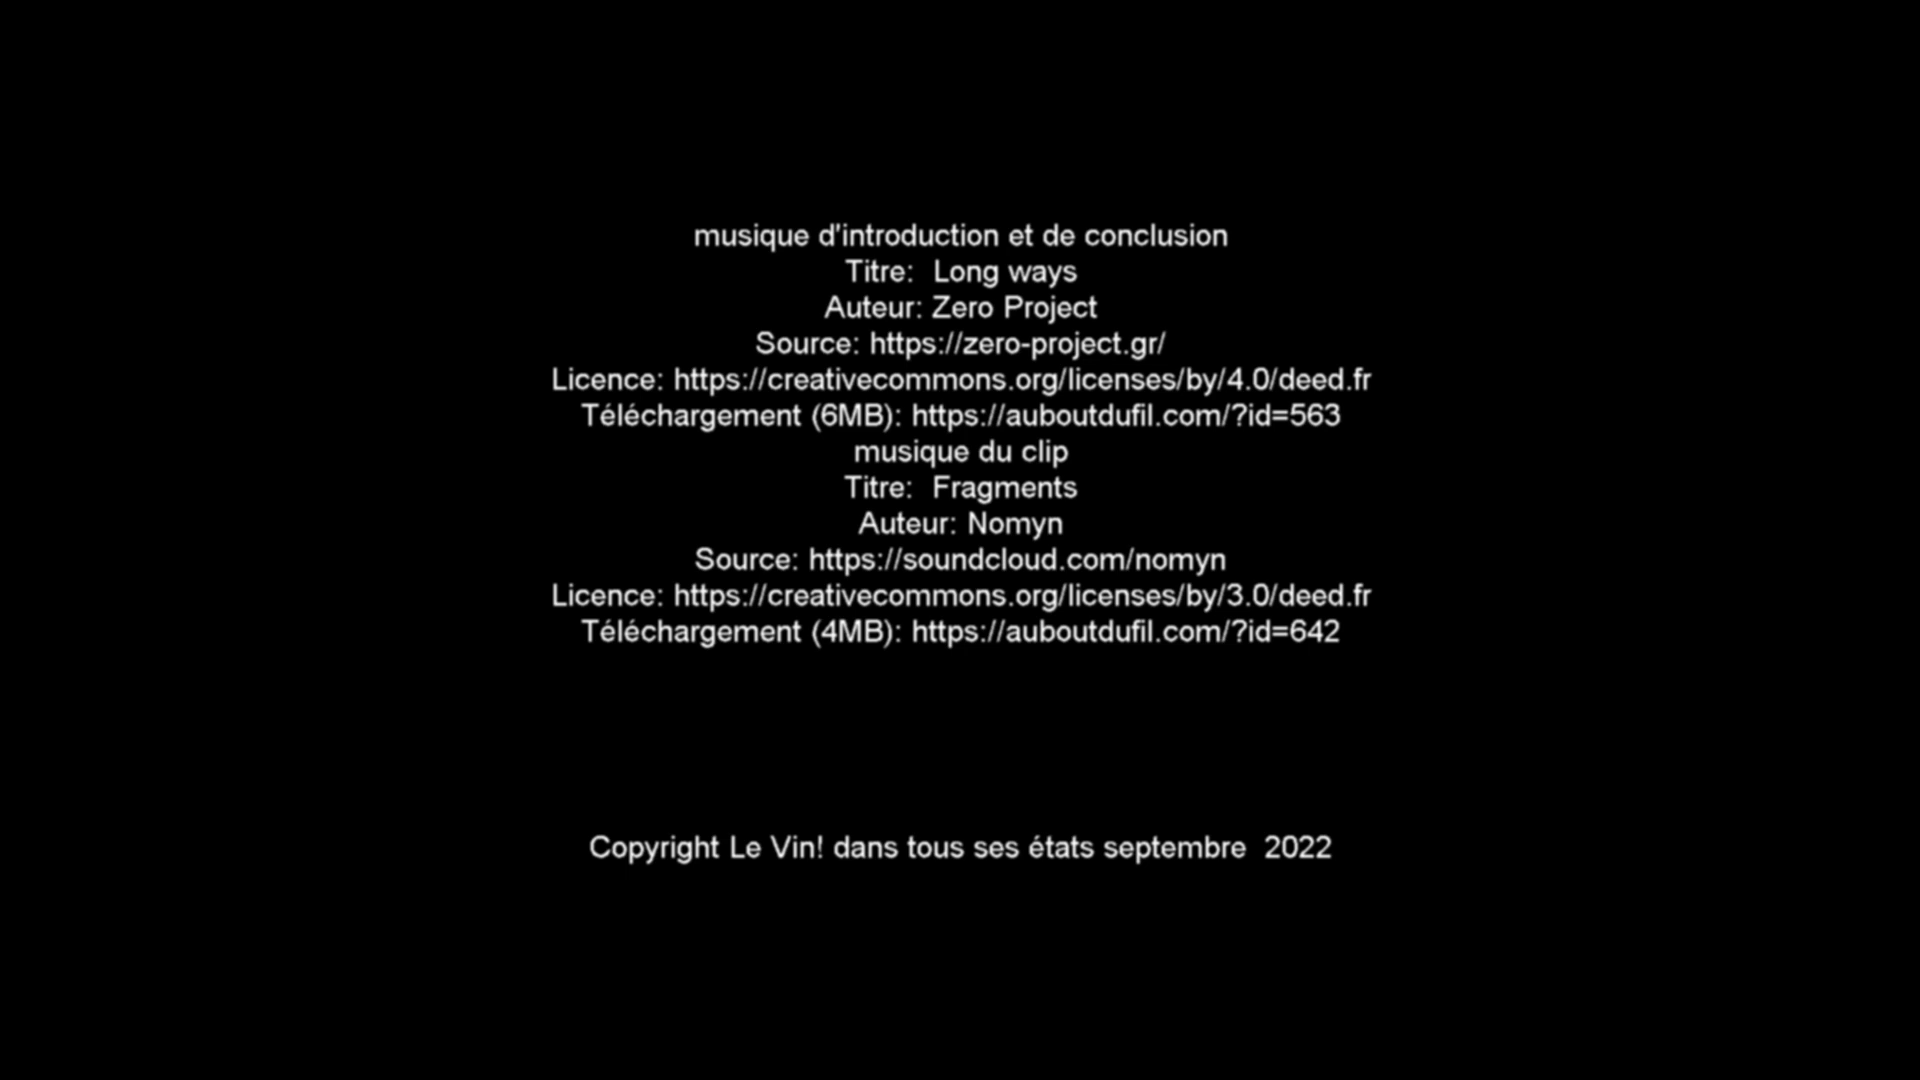 musique d'introduction et de conclusion
Titre:  Long ways
Auteur: Zero Project
Source: https://zero-project.gr/
Licence: https://creativecommons.org/licenses/by/4.0/deed.fr
Téléchargement (6MB): https://auboutdufil.com/?id=563
musique du clip
Titre:  Fragments
Auteur: Nomyn
Source: https://soundcloud.com/nomyn
Licence: https://creativecommons.org/licenses/by/3.0/deed.fr
Téléchargement (4MB): https://auboutdufil.com/?id=642
Copyright Le Vin! dans tous ses états septembre  2022